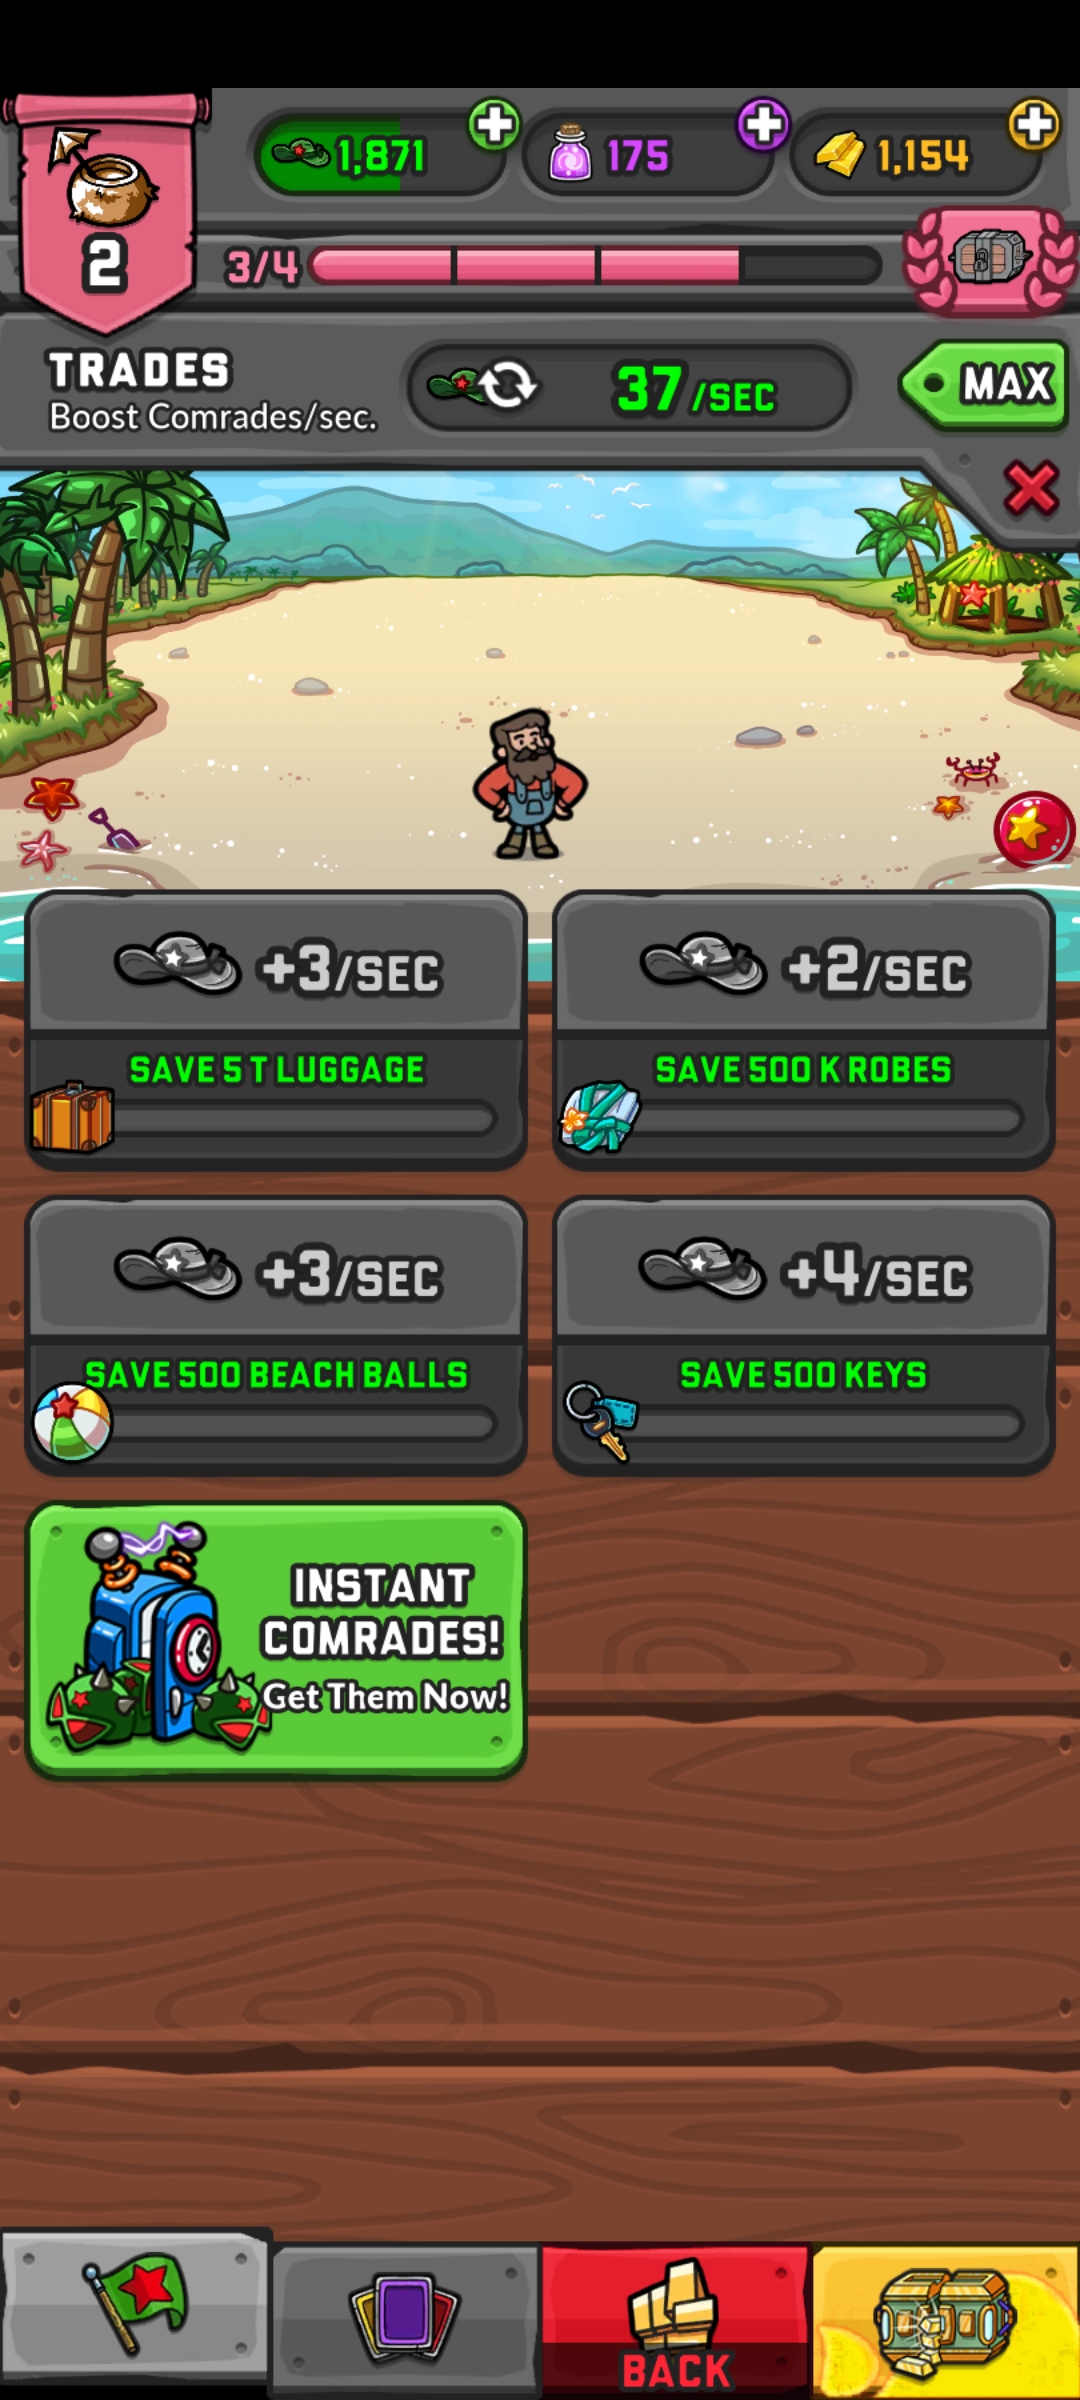 1,871
175
1,154
2
3/4
TRADES
Boost Comrades/sec.
37/SEC
MAX
+3/SEC
+2/SEC
SAVE 5 T LUGGAGE
SAVE 500 K ROBES
+3/SEC
+4/SEC
SAVE 500 BEACH BALLS
SAVE 500 KEYS
INSTANT
COMRADES!
Get Them Now!
BACK